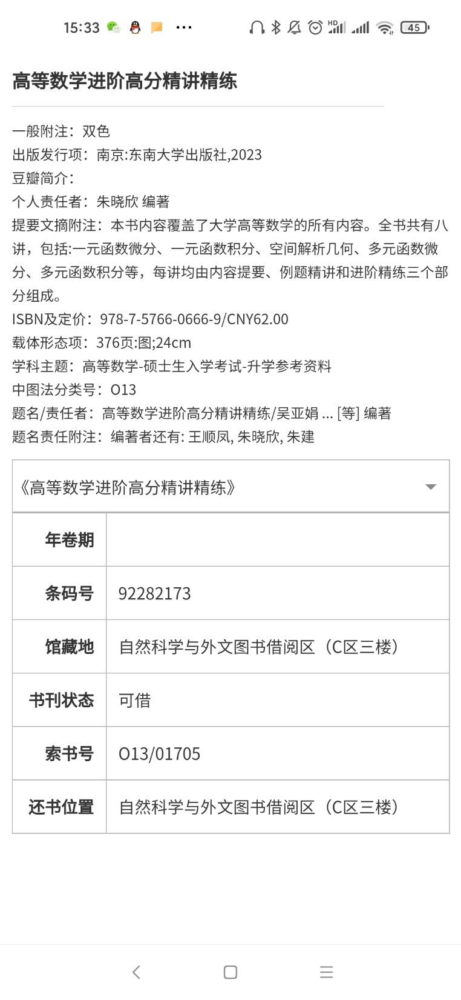 15:33 HD 45
高等数学进阶高分精讲精练
一般附注：双色
出版发行项：南京:东南大学出版社,2023
豆瓣简介：
个人责任者：朱晓欣 编著
提要文摘附注：本书内容覆盖了大学高等数学的所有内容。全书共有八
讲，包括:一元函数微分、一元函数积分、空间解析几何、多元函数微
分、多元函数积分等，每讲均由内容提要、例题精讲和进阶精练三个部
分组成。
ISBN及定价：978-7-5766-0666-9/CNY62.00
载体形态项：376页:图;24cm
学科主题：高等数学-硕士生入学考试-升学参考资料
中图法分类号：O13
题名/责任者：高等数学进阶高分精讲精练/吴亚娟 ... [等] 编著
题名责任附注：编著者还有: 王顺凤, 朱晓欣, 朱建
《高等数学进阶高分精讲精练》
年卷期
条码号 92282173
馆藏地 自然科学与外文图书借阅区（C区三楼）
书刊状态 可借
索书号 O13/01705
还书位置 自然科学与外文图书借阅区（C区三楼）